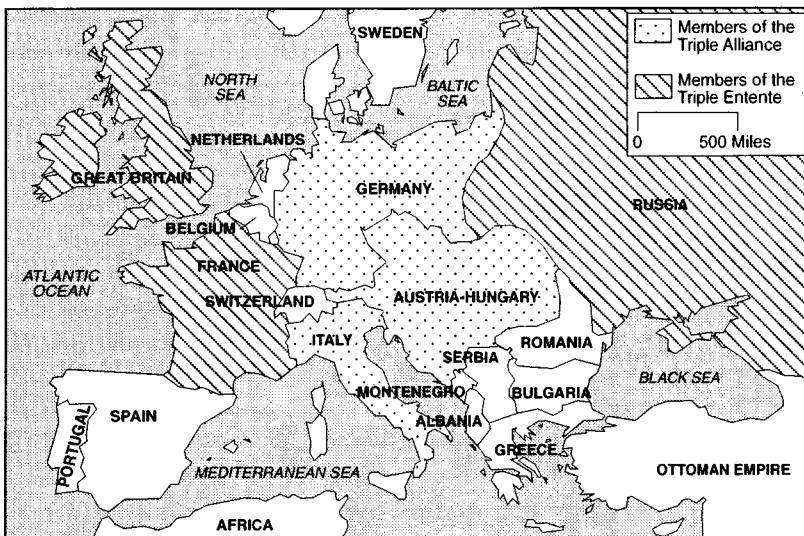 SWEDEN
Members of the
Triple Alliance
NORTH
SEA
BALTIC
SEA
Members of the
Triple Entente
NETHERLANDS
0 500 Miles
GREAT BRITAIN
GERMANY
RUSSIA
BELGIUM
FRANCE
ATLANTIC
OCEAN
SWITZERLAND
AUSTRIA-HUNGARY
ITALY
ROMANIA
SERBIA
BLACK SEA
MONTENEGRO
BULGARIA
SPAIN
PORTUGAL
ALBANIA
GREECE
MEDITERRANEAN SEA
OTTOMAN EMPIRE
AFRICA